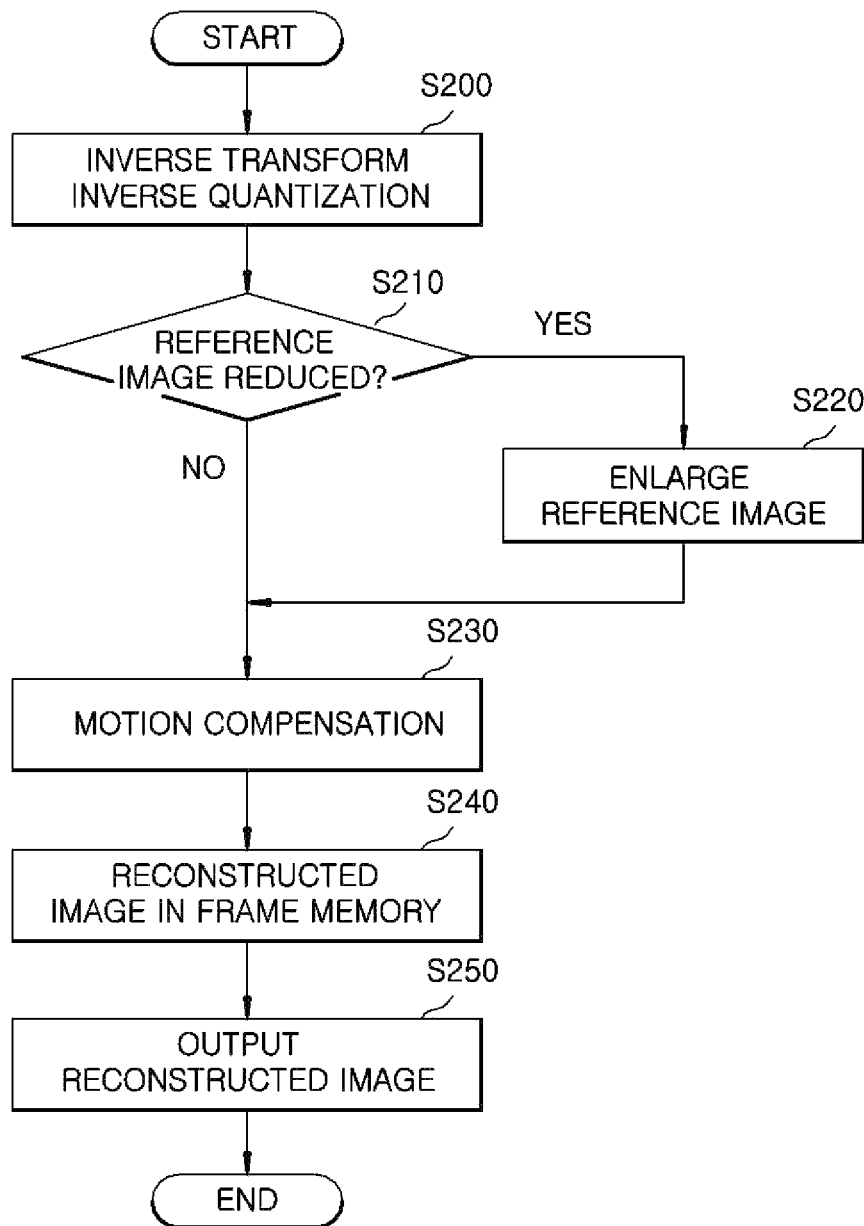 START
S200
INVERSE TRANSFORM
INVERSE QUANTIZATION
S210
REFERENCE
IMAGE REDUCED?
YES
NO
S220
ENLARGE
REFERENCE IMAGE
S230
MOTION COMPENSATION
S240
RECONSTRUCTED
IMAGE IN FRAME MEMORY
S250
OUTPUT
RECONSTRUCTED IMAGE
END